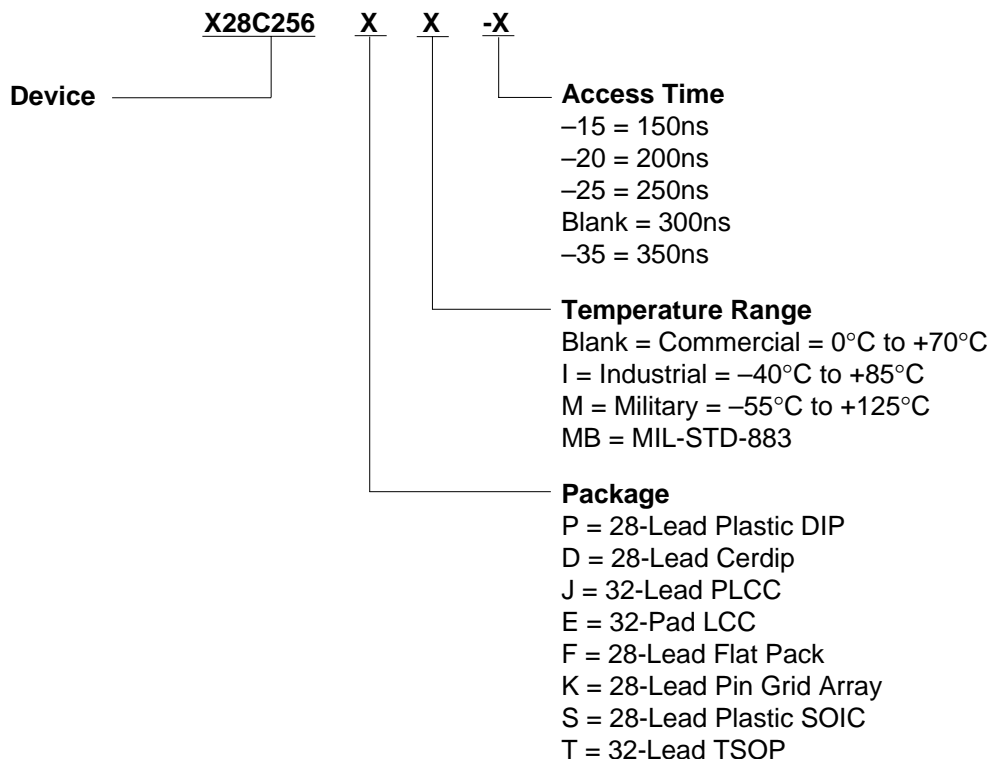 X28C256 X X -X
Device
Access Time
–15 = 150ns
–20 = 200ns
–25 = 250ns
Blank = 300ns
–35 = 350ns
Temperature Range
Blank = Commercial = 0°C to +70°C
I = Industrial = –40°C to +85°C
M = Military = –55°C to +125°C
MB = MIL-STD-883
Package
P = 28-Lead Plastic DIP
D = 28-Lead Cerdip
J = 32-Lead PLCC
E = 32-Pad LCC
F = 28-Lead Flat Pack
K = 28-Lead Pin Grid Array
S = 28-Lead Plastic SOIC
T = 32-Lead TSOP